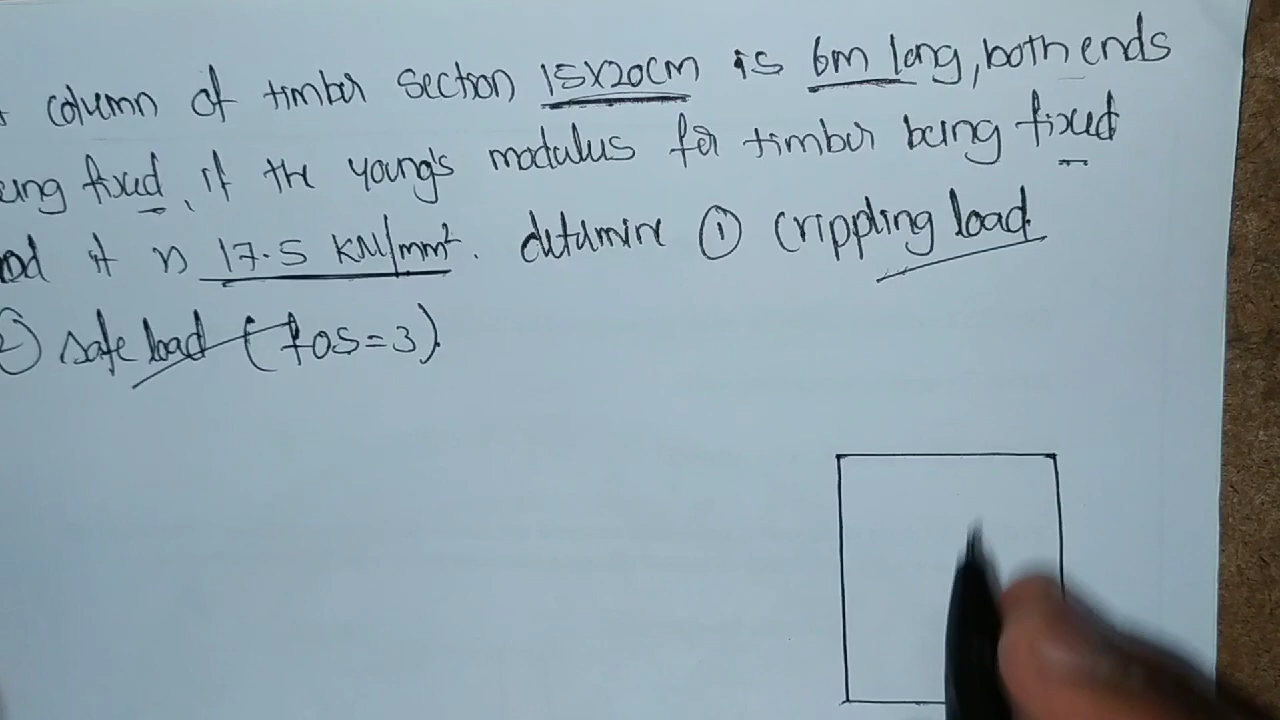 column of timber section 15x20cm is 6m long, both ends
fixed, if the young's modulus for timber being fixed
it is 17.5 KN/mm². determine ① crippling load
② safe load (fos=3).